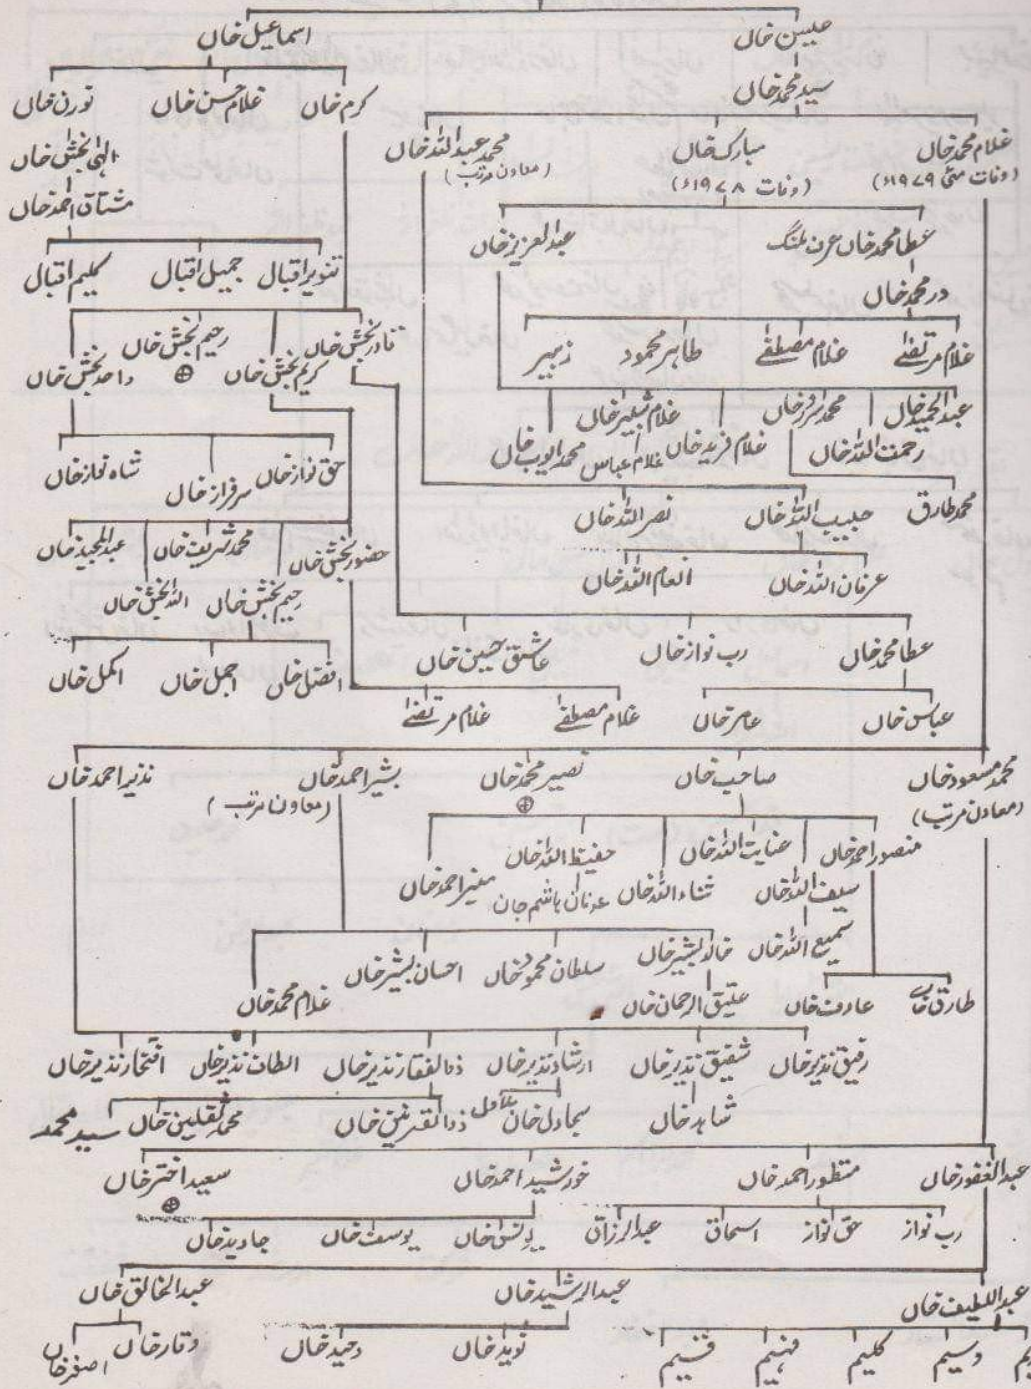 حبیب خاں اسماعیل خاں
سید محمد خاں
کرم خاں غلام حسن خاں نورن خاں
غلام محمد خاں مبارک خاں محمد عبداللہ خاں
(وفات مئی ۱۹۷۹ء) (وفات ۱۹۷۸ء) (معاون مرتب)
الٰہی بخش خاں
مشتاق احمد خاں
عطا محمد خاں عرف ملنگ عبدالعزیز خاں
تنویر اقبال جمیل اقبال کلیم اقبال
در محمد خاں
غلام مرتضےٰ غلام مصطفےٰ طاہر محمود زبیر
قادر بخش خاں کریم بخش خاں رحیم بخش خاں واحد بخش خاں
عبدالحمید خاں رحمت اللہ خاں محمد سرور خاں غلام فرید خاں غلام شبیر خاں غلام عباس محمد ایوب خاں
حق نواز خاں سرفراز خاں شاہ نواز خاں
محمد طارق حبیب اللہ خاں نصر اللہ خاں
حضور بخش خاں رحیم بخش خاں محمد شریف خاں اللہ بخش خاں عبدالمجید خاں
عرفان اللہ خاں انعام اللہ خاں
عطا محمد خاں رب نواز خاں عاشق حسین خاں
افضل خاں اجمل خاں اکمل خاں
عباس خاں عامر خاں غلام مصطفےٰ غلام مرتضےٰ
محمد مسعود خاں صاحب خاں نصیر محمد خاں بشیر احمد خاں نذیر احمد خاں
(معاون مرتب) (معاون مرتب)
منصور احمد خاں سیف اللہ خاں عنایت اللہ خاں ثناء اللہ خاں حفیظ اللہ خاں منیر احمد خاں
سمیع اللہ خاں عدنان ہاشم جان
خالد بشیر خاں سلطان محمود خاں احسان بشیر خاں غلام محمد خاں
طارق خاں عارف خاں عتیق الرحمان خاں
رفیق نذیر خاں شفیق نذیر خاں ارشاد نذیر خاں ذوالفقار نذیر خاں الطاف نذیر خاں افتخار نذیر خاں
شاہد خاں سجاول خان بلاول ذوالقرنین خاں محمد ثقلین خاں سید محمد
عبدالغفور خاں منظور احمد خاں خورشید احمد خاں سعید اختر خاں
رب نواز حق نواز اسحاق عبدالرزاق یونس خاں یوسف خاں جاوید خاں
عبداللطیف خاں عبدالرشید خاں عبدالخالق خاں
وسیم کلیم فہیم قسیم نوید خاں وحید خاں وقار خاں اصغر خاں